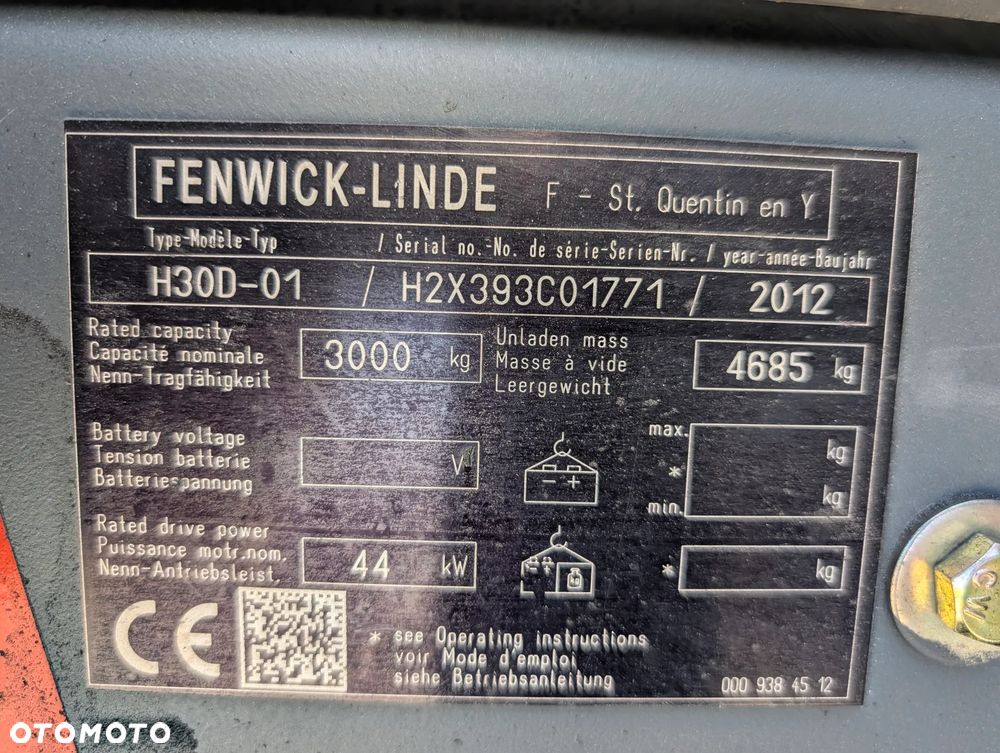 FENWICK-LINDE F - St. Quentin en Y
Type-Modèle-Typ / Serial no.-No. de série-Serien-Nr. / year-année-Baujahr
H30D-01 / H2X393C01771 / 2012
Rated capacity
Capacité nominale
Nenn-Tragfähigkeit
3000 kg
Unladen mass
Masse à vide
Leergewicht
4685 kg
Battery voltage
Tension batterie
Batteriespannung
V
- +
max.
*
min.
kg
kg
Rated drive power
Puissance motr.nom.
Nenn-Antriebsleist.
44 kW
kg
* kg
CE
* see Operating instructions
voir Mode d'emploi
siehe Betriebsanleitung
000 938 45 12
CVM
OTOMOTO